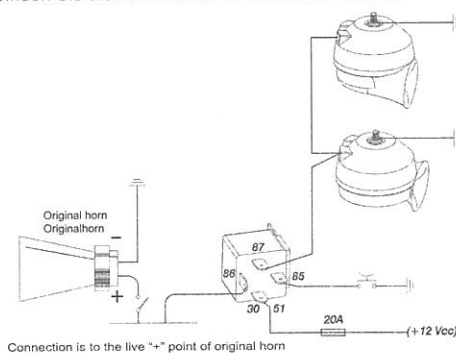 Original horn
Originalhorn
−
+
87
86
85
30
51
20A
(+12 Vcc)
Connection is to the live "+" point of original horn